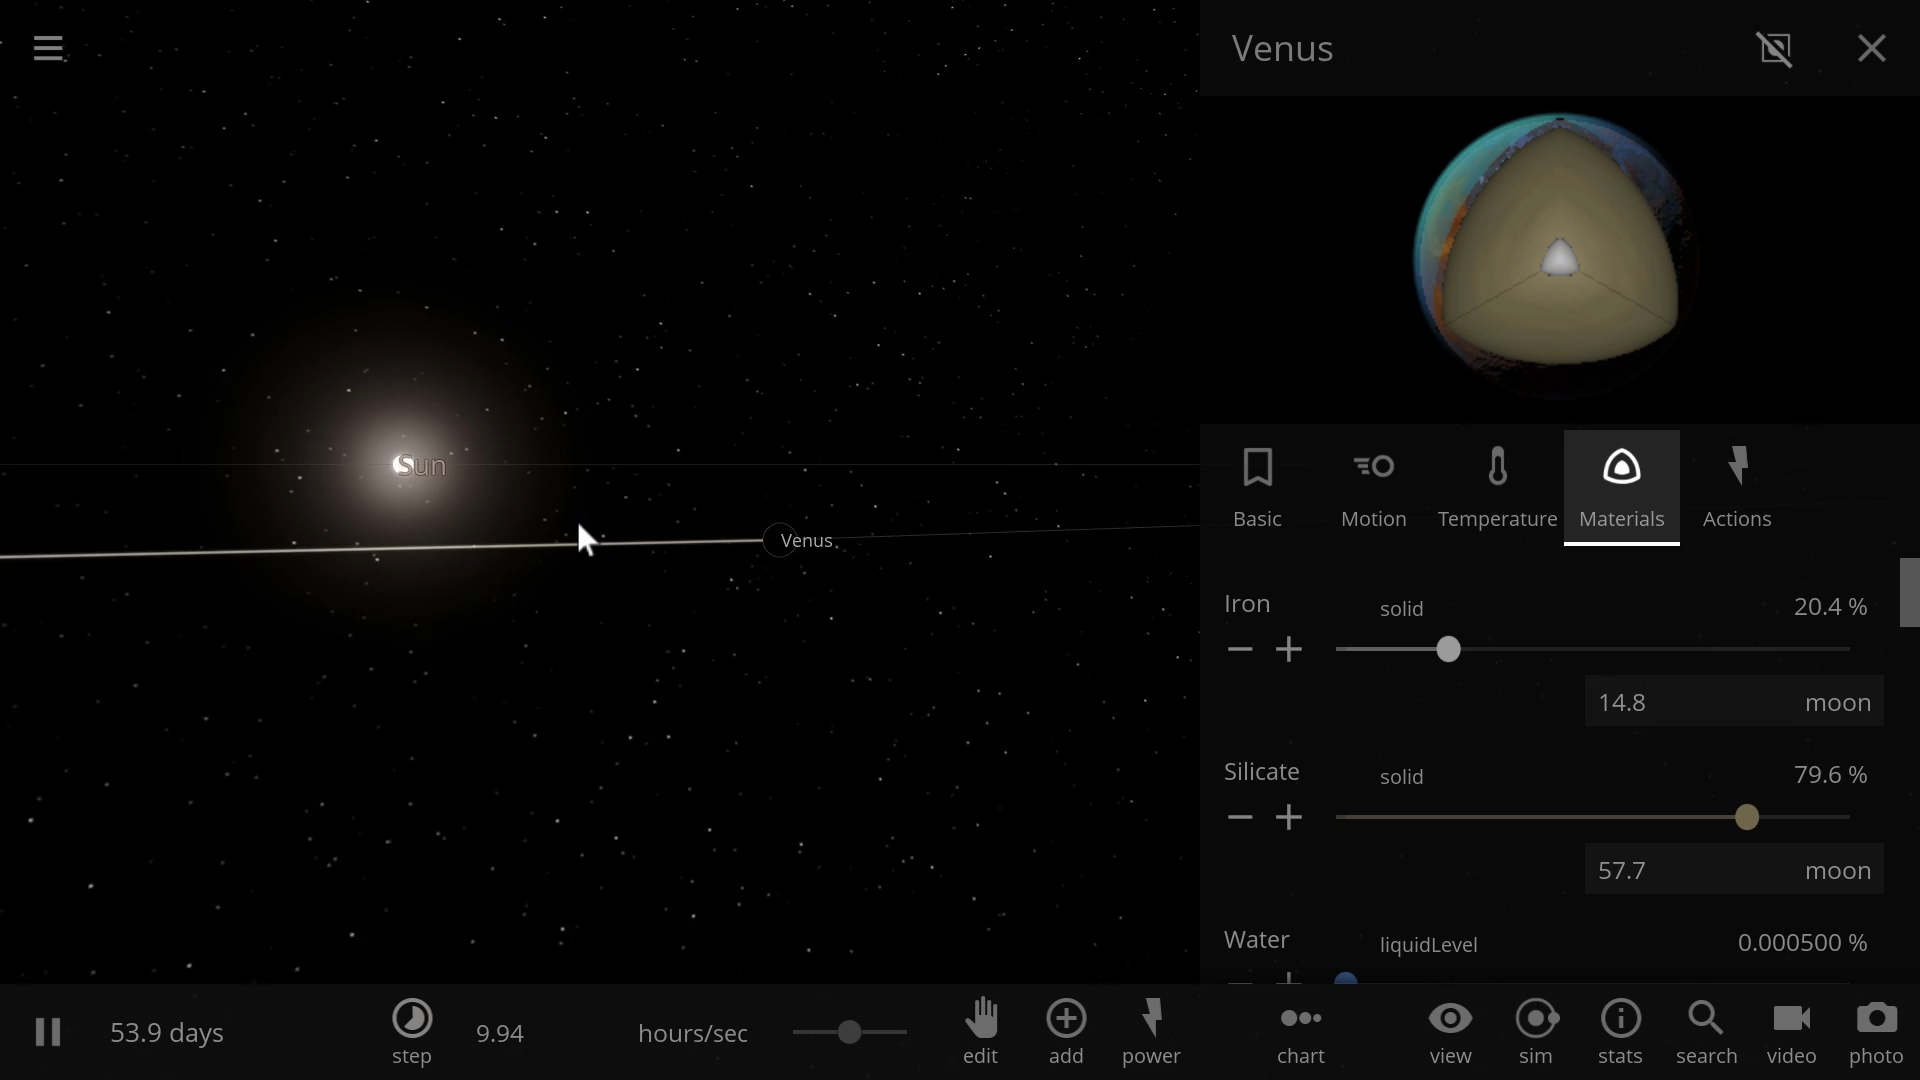 Venus
Sun
Venus
Basic
Motion
Temperature
Materials
Actions
Iron
solid
20.4 %
14.8
moon
Silicate
solid
79.6 %
57.7
moon
Water
liquidLevel
0.000500 %
53.9 days
step
9.94
hours/sec
edit
add
power
chart
view
sim
stats
search
video
photo